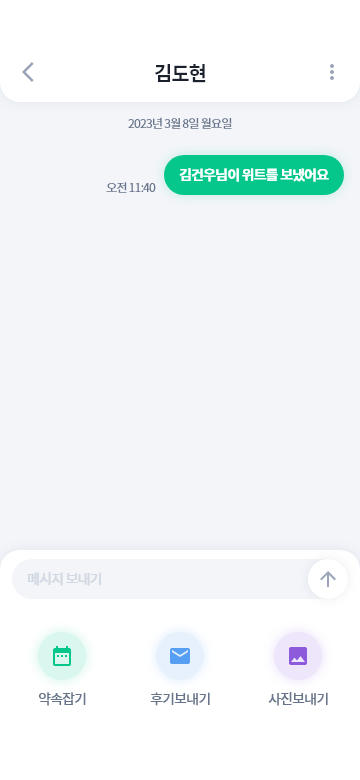 김도현
2023년 3월 8일 월요일
김건우님이 위트를 보냈어요
오전 11:40
메시지 보내기
약속잡기
후기보내기
사진보내기